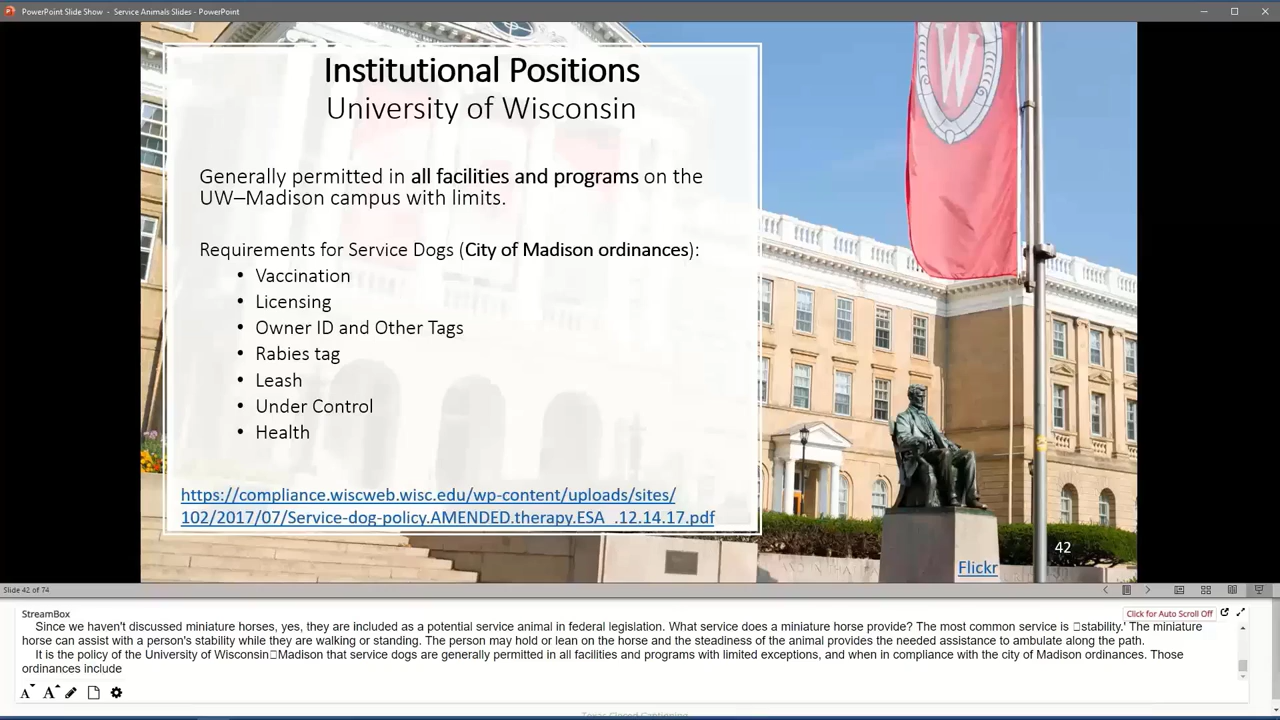 PowerPoint Slide Show - Service Animals Slides - PowerPoint
W
Institutional Positions
University of Wisconsin
Generally permitted in all facilities and programs on the
UW–Madison campus with limits.
Requirements for Service Dogs (City of Madison ordinances):
• Vaccination
• Licensing
• Owner ID and Other Tags
• Rabies tag
• Leash
• Under Control
• Health
https://compliance.wiscweb.wisc.edu/wp-content/uploads/sites/
102/2017/07/Service-dog-policy.AMENDED.therapy.ESA_.12.14.17.pdf
42
Flickr
Slide 42 of 74
StreamBox
Click for Auto Scroll Off
Since we haven't discussed miniature horses, yes, they are included as a potential service animal in federal legislation. What service does a miniature horse provide? The most common service is □stability.' The miniature
horse can assist with a person's stability while they are walking or standing. The person may hold or lean on the horse and the steadiness of the animal provides the needed assistance to ambulate along the path.
It is the policy of the University of Wisconsin□Madison that service dogs are generally permitted in all facilities and programs with limited exceptions, and when in compliance with the city of Madison ordinances. Those
ordinances include
A A
Texas Closed Captioning